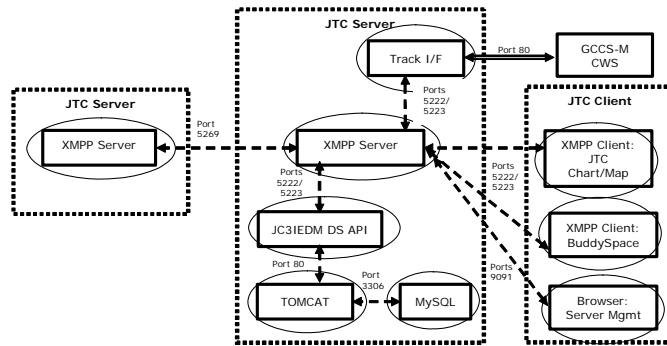 JTC Server
Track I/F
Port 80
GCCS-M
CWS
Ports
5222/
5223
JTC Server
XMPP Server
Port
5269
XMPP Server
JTC Client
XMPP Client:
JTC
Chart/Map
Ports
5222/
5223
Ports
5222/
5223
JC3IEDM DS API
XMPP Client:
BuddySpace
Port 80
Port
3306
Ports
9091
TOMCAT
MySQL
Browser:
Server Mgmt